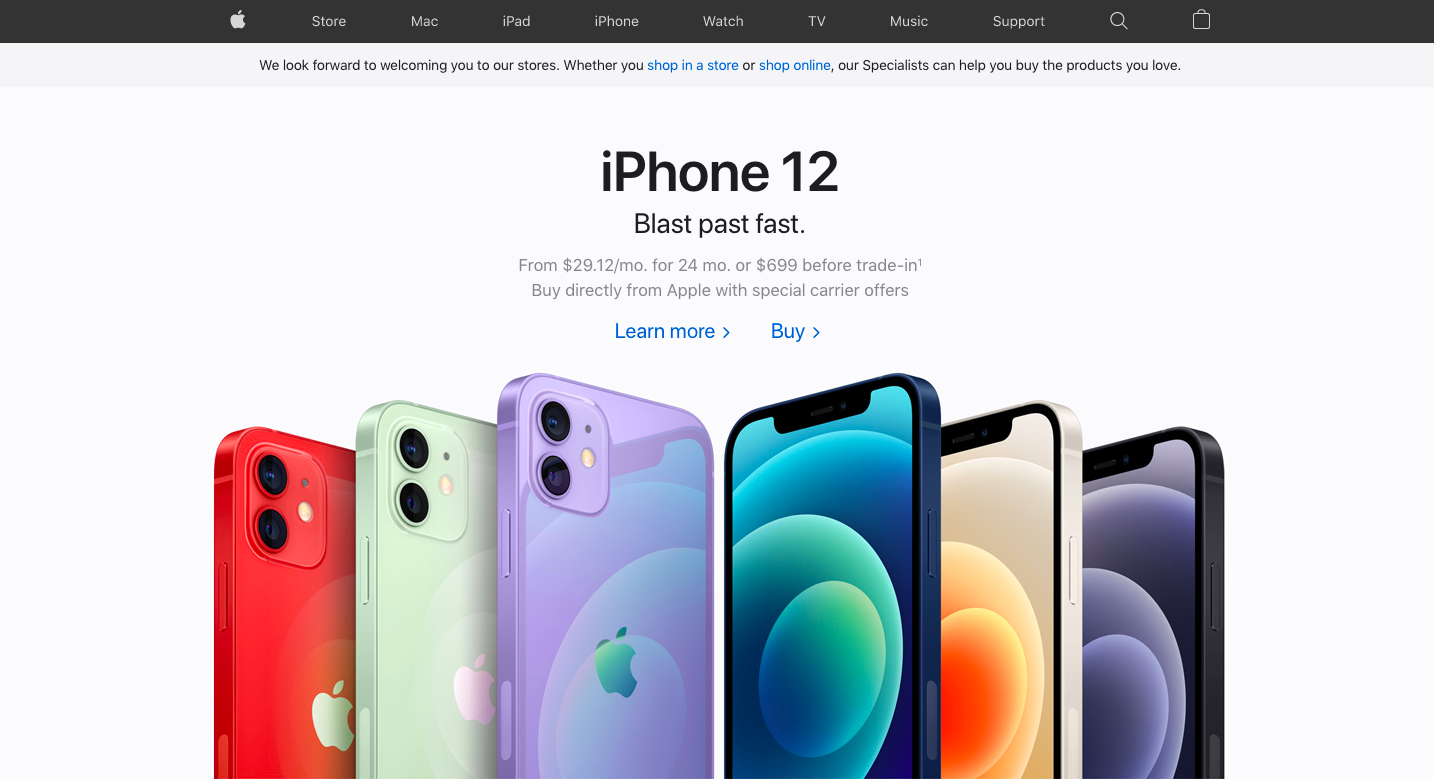 Store Mac iPad iPhone Watch TV Music Support
We look forward to welcoming you to our stores. Whether you shop in a store or shop online, our Specialists can help you buy the products you love.
iPhone 12
Blast past fast.
From $29.12/mo. for 24 mo. or $699 before trade-in¹
Buy directly from Apple with special carrier offers
Learn more > Buy >